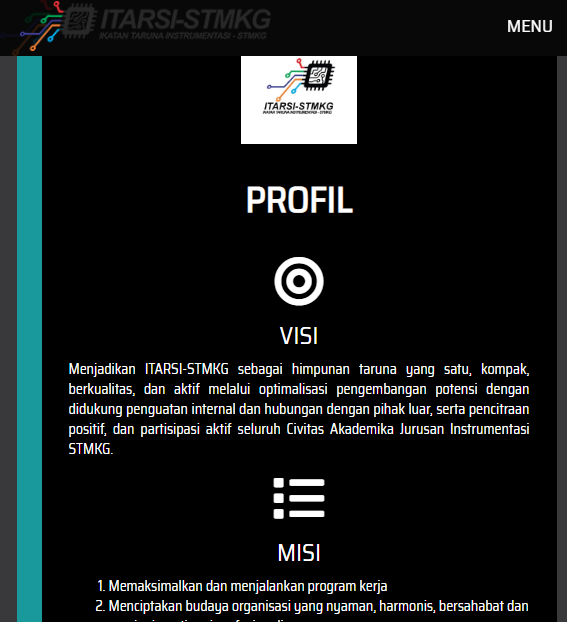 ITARSI-STMKG
IKATAN TARUNA INSTRUMENTASI - STMKG
MENU
ITARSI-STMKG
IKATAN TARUNA INSTRUMENTASI - STMKG
PROFIL
VISI
Menjadikan ITARSI-STMKG sebagai himpunan taruna yang satu, kompak,
berkualitas, dan aktif melalui optimalisasi pengembangan potensi dengan
didukung penguatan internal dan hubungan dengan pihak luar, serta pencitraan
positif, dan partisipasi aktif seluruh Civitas Akademika Jurusan Instrumentasi
STMKG.
MISI
1. Memaksimalkan dan menjalankan program kerja
2. Menciptakan budaya organisasi yang nyaman, harmonis, bersahabat dan